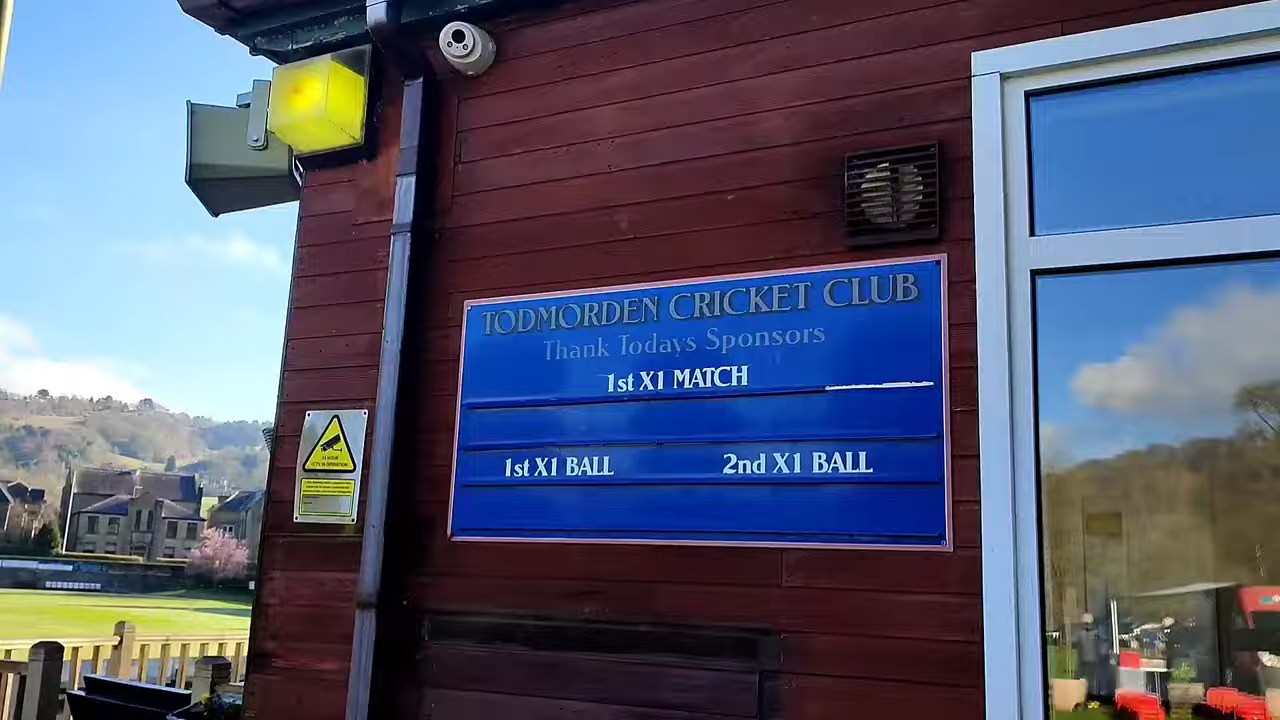 TODMORDEN CRICKET CLUB
Thank Todays Sponsors
1st X1 MATCH
1st X1 BALL 2nd X1 BALL
24 HOUR
CCTV IN OPERATION